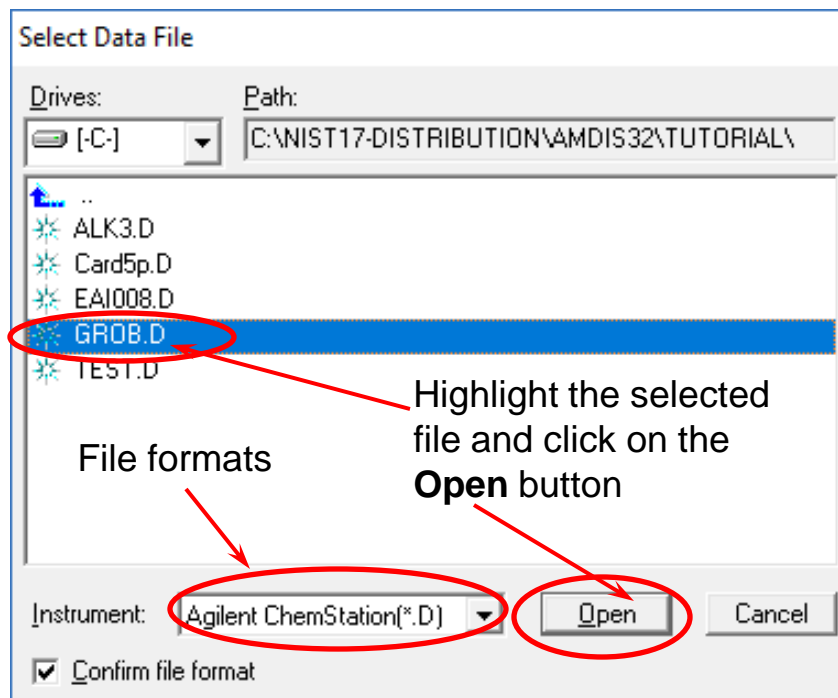 Select Data File
Drives: Path:
[-C-] C:\NIST17-DISTRIBUTION\AMDIS32\TUTORIAL\
..
ALK3.D
Card5p.D
EAI008.D
GROB.D
TEST.D
Highlight the selected
file and click on the
Open button
File formats
Instrument: Agilent ChemStation(*.D) Open Cancel
Confirm file format